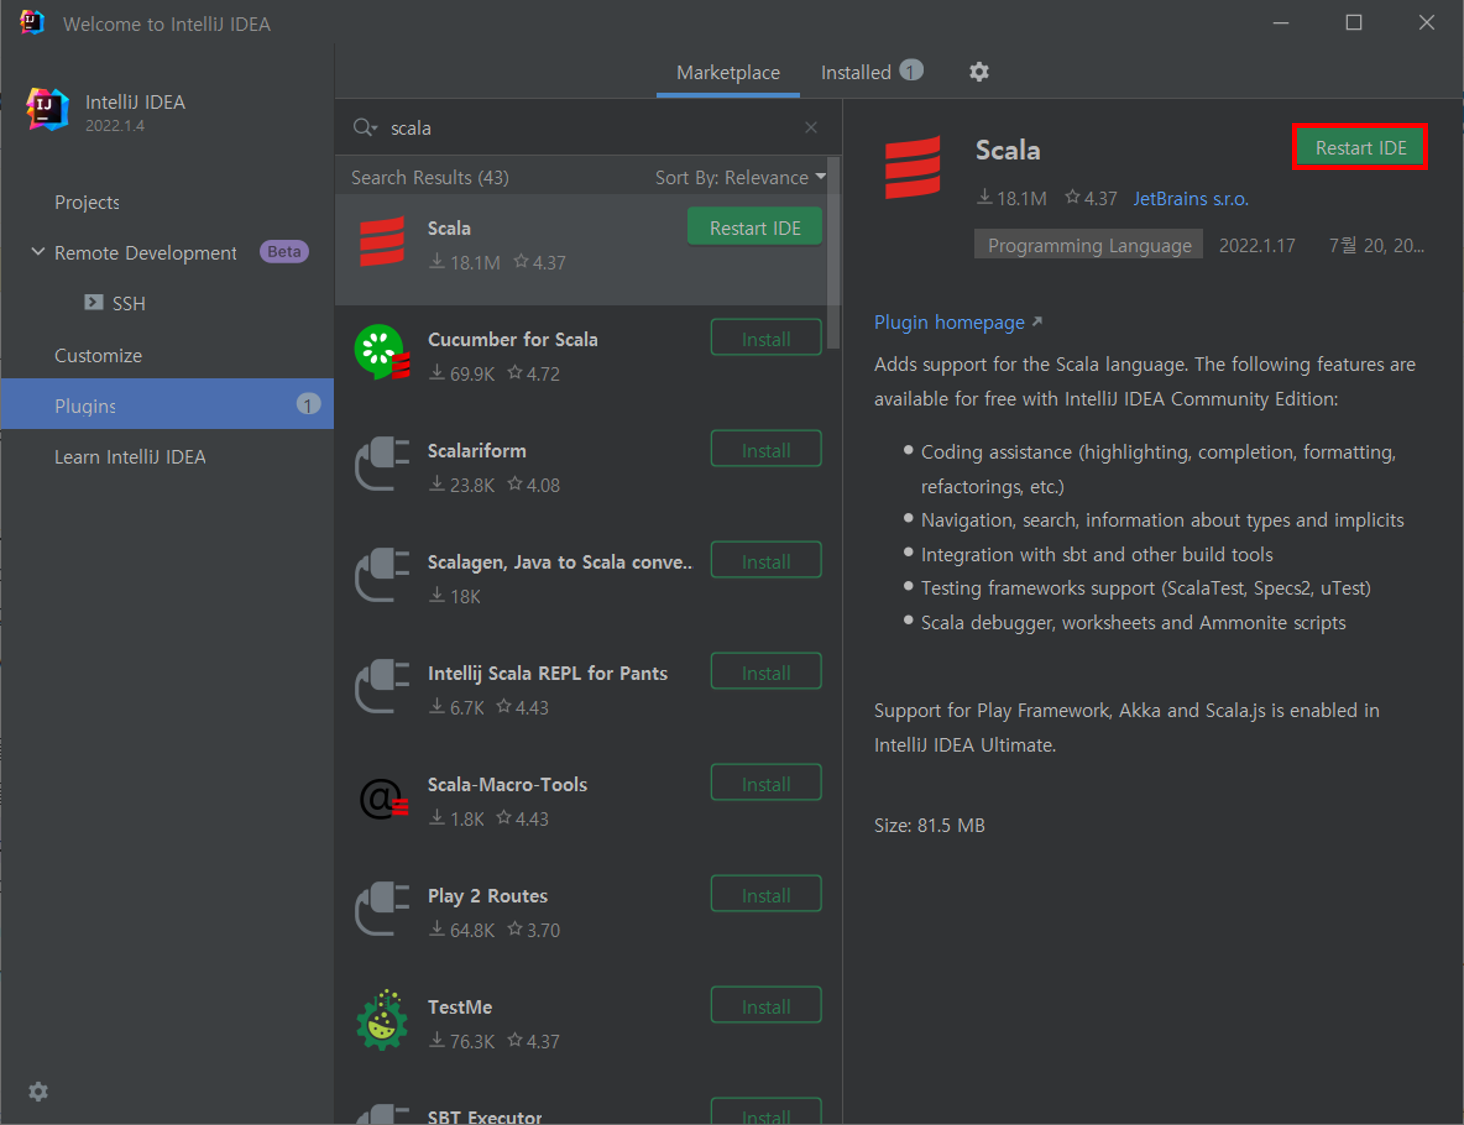 Welcome to IntelliJ IDEA
IntelliJ IDEA
2022.1.4
Projects
Remote Development Beta
SSH
Customize
Plugins 1
Learn IntelliJ IDEA
Marketplace Installed 1
scala
Search Results (43) Sort By: Relevance
Scala Restart IDE
18.1M 4.37
Cucumber for Scala Install
69.9K 4.72
Scalariform Install
23.8K 4.08
Scalagen, Java to Scala conve.. Install
18K
Intellij Scala REPL for Pants Install
6.7K 4.43
Scala-Macro-Tools Install
1.8K 4.43
Play 2 Routes Install
64.8K 3.70
TestMe Install
76.3K 4.37
SBT Executor Install
Scala Restart IDE
18.1M 4.37 JetBrains s.r.o.
Programming Language 2022.1.17 7월 20, 20...
Plugin homepage
Adds support for the Scala language. The following features are
available for free with IntelliJ IDEA Community Edition:
Coding assistance (highlighting, completion, formatting,
refactorings, etc.)
Navigation, search, information about types and implicits
Integration with sbt and other build tools
Testing frameworks support (ScalaTest, Specs2, uTest)
Scala debugger, worksheets and Ammonite scripts
Support for Play Framework, Akka and Scala.js is enabled in
IntelliJ IDEA Ultimate.
Size: 81.5 MB